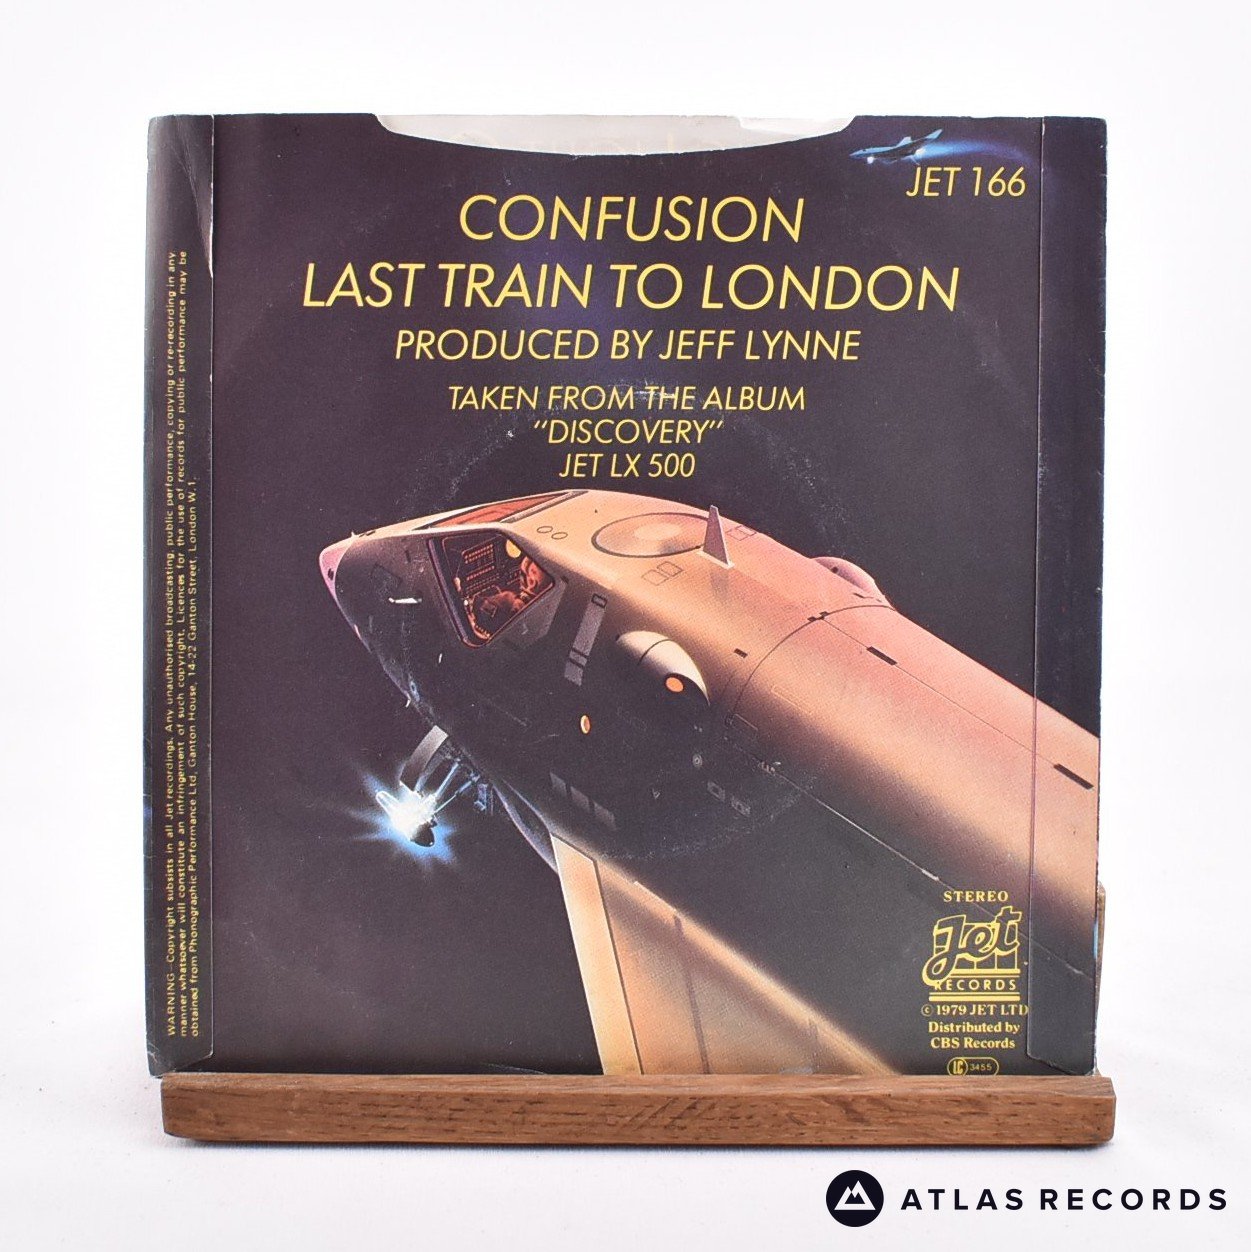 JET 166
CONFUSION
LAST TRAIN TO LONDON
PRODUCED BY JEFF LYNNE
TAKEN FROM THE ALBUM
"DISCOVERY"
JET LX 500
WARNING—Copyright subsists in all Jet recordings. Any unauthorised broadcasting, public performance, copying or re-recording in any
manner whatsoever will constitute an infringement of such copyright. Licences for the use of records for public performance may be
obtained from Phonographic Performance Ltd, Ganton House, 14-22 Ganton Street, London W.1.
STEREO
Jet
RECORDS
© 1979 JET LTD
Distributed by
CBS Records
LC 3455
ATLAS RECORDS